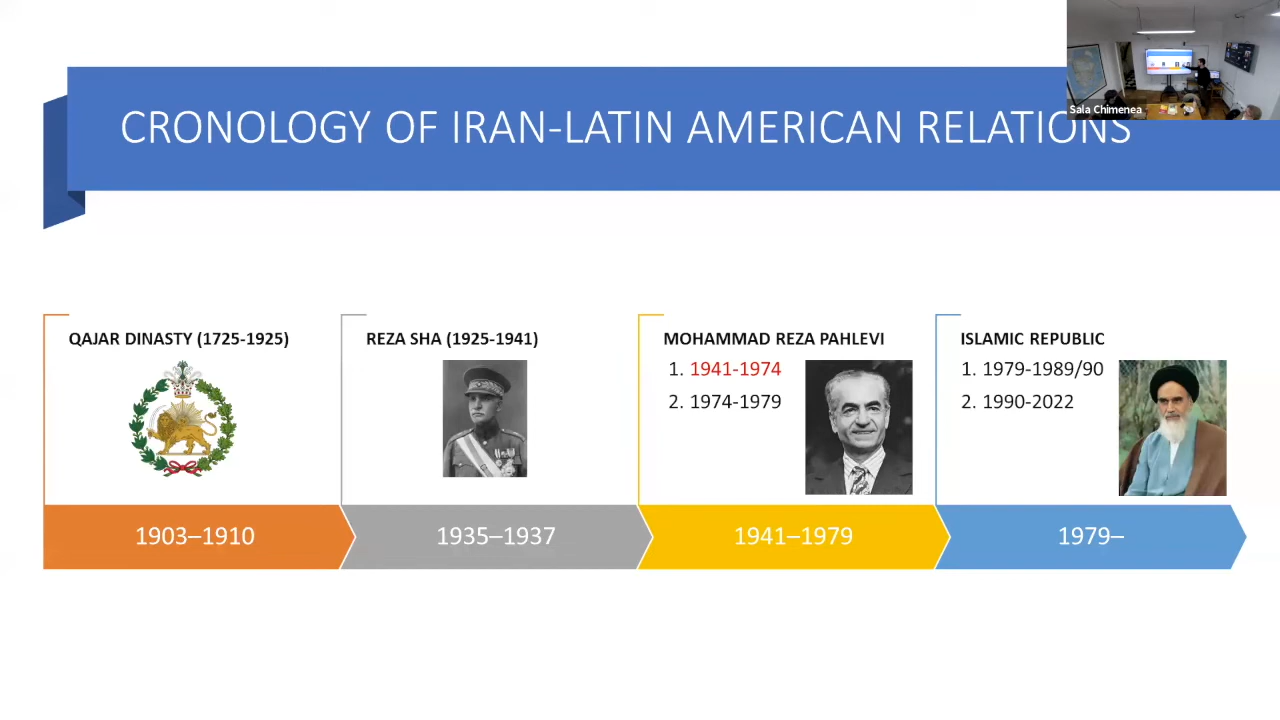 CRONOLOGY OF IRAN-LATIN AMERICAN RELATIONS
Sala Chimenea
QAJAR DINASTY (1725-1925)
REZA SHA (1925-1941)
MOHAMMAD REZA PAHLEVI
1. 1941-1974
2. 1974-1979
ISLAMIC REPUBLIC
1. 1979-1989/90
2. 1990-2022
1903–1910
1935–1937
1941–1979
1979–